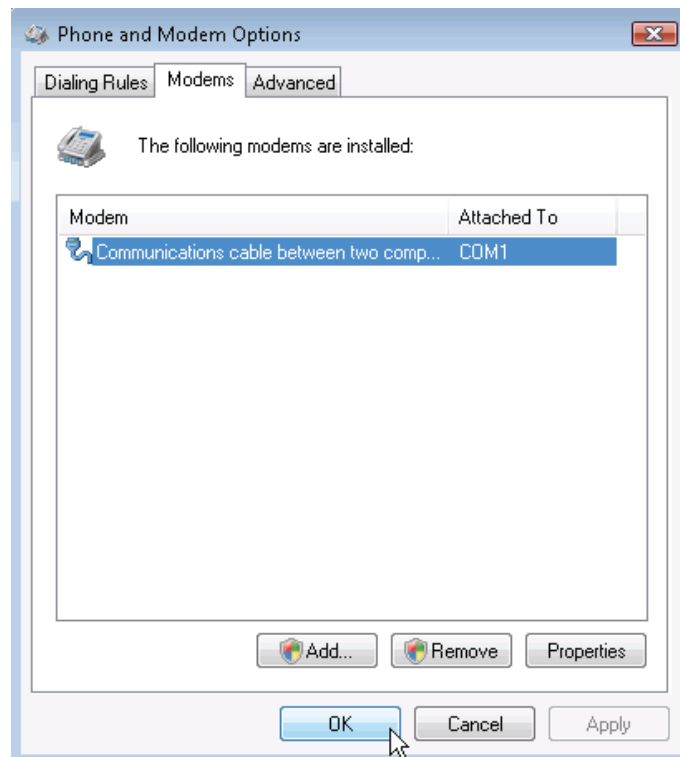 Phone and Modem Options
Dialing Rules Modems Advanced
The following modems are installed:
Modem Attached To
Communications cable between two comp... COM1
Add... Remove Properties
OK Cancel Apply